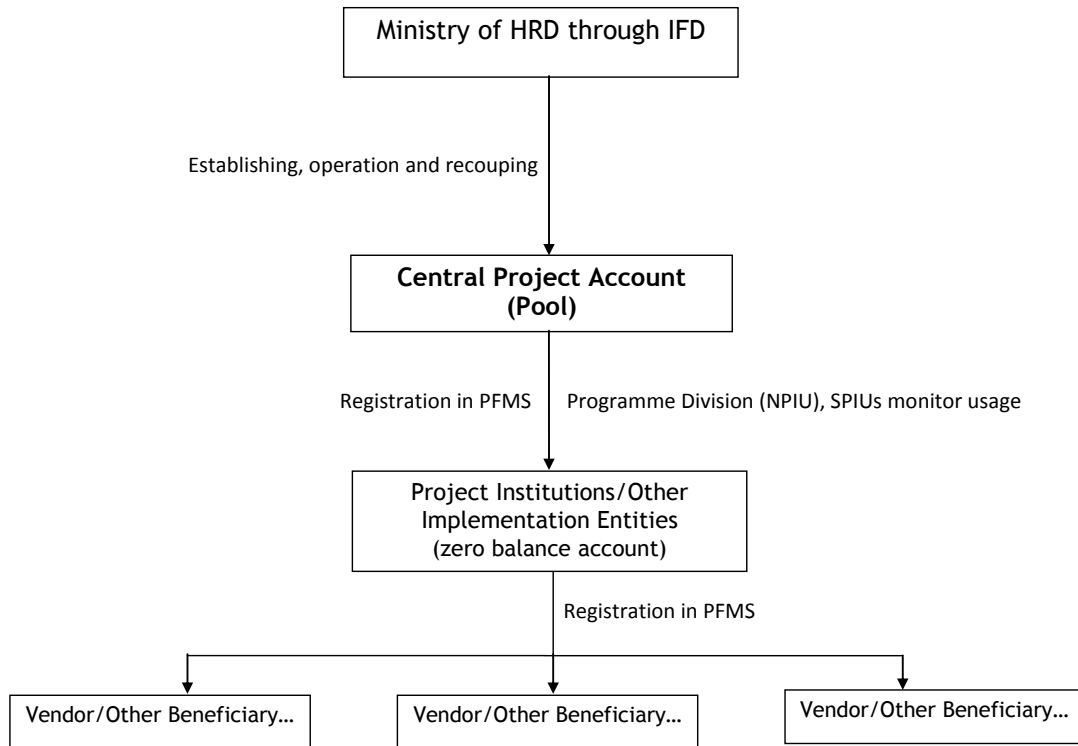 Ministry of HRD through IFD
Establishing, operation and recouping
Central Project Account
(Pool)
Registration in PFMS
Programme Division (NPIU), SPIUs monitor usage
Project Institutions/Other
Implementation Entities
(zero balance account)
Registration in PFMS
Vendor/Other Beneficiary…
Vendor/Other Beneficiary…
Vendor/Other Beneficiary…